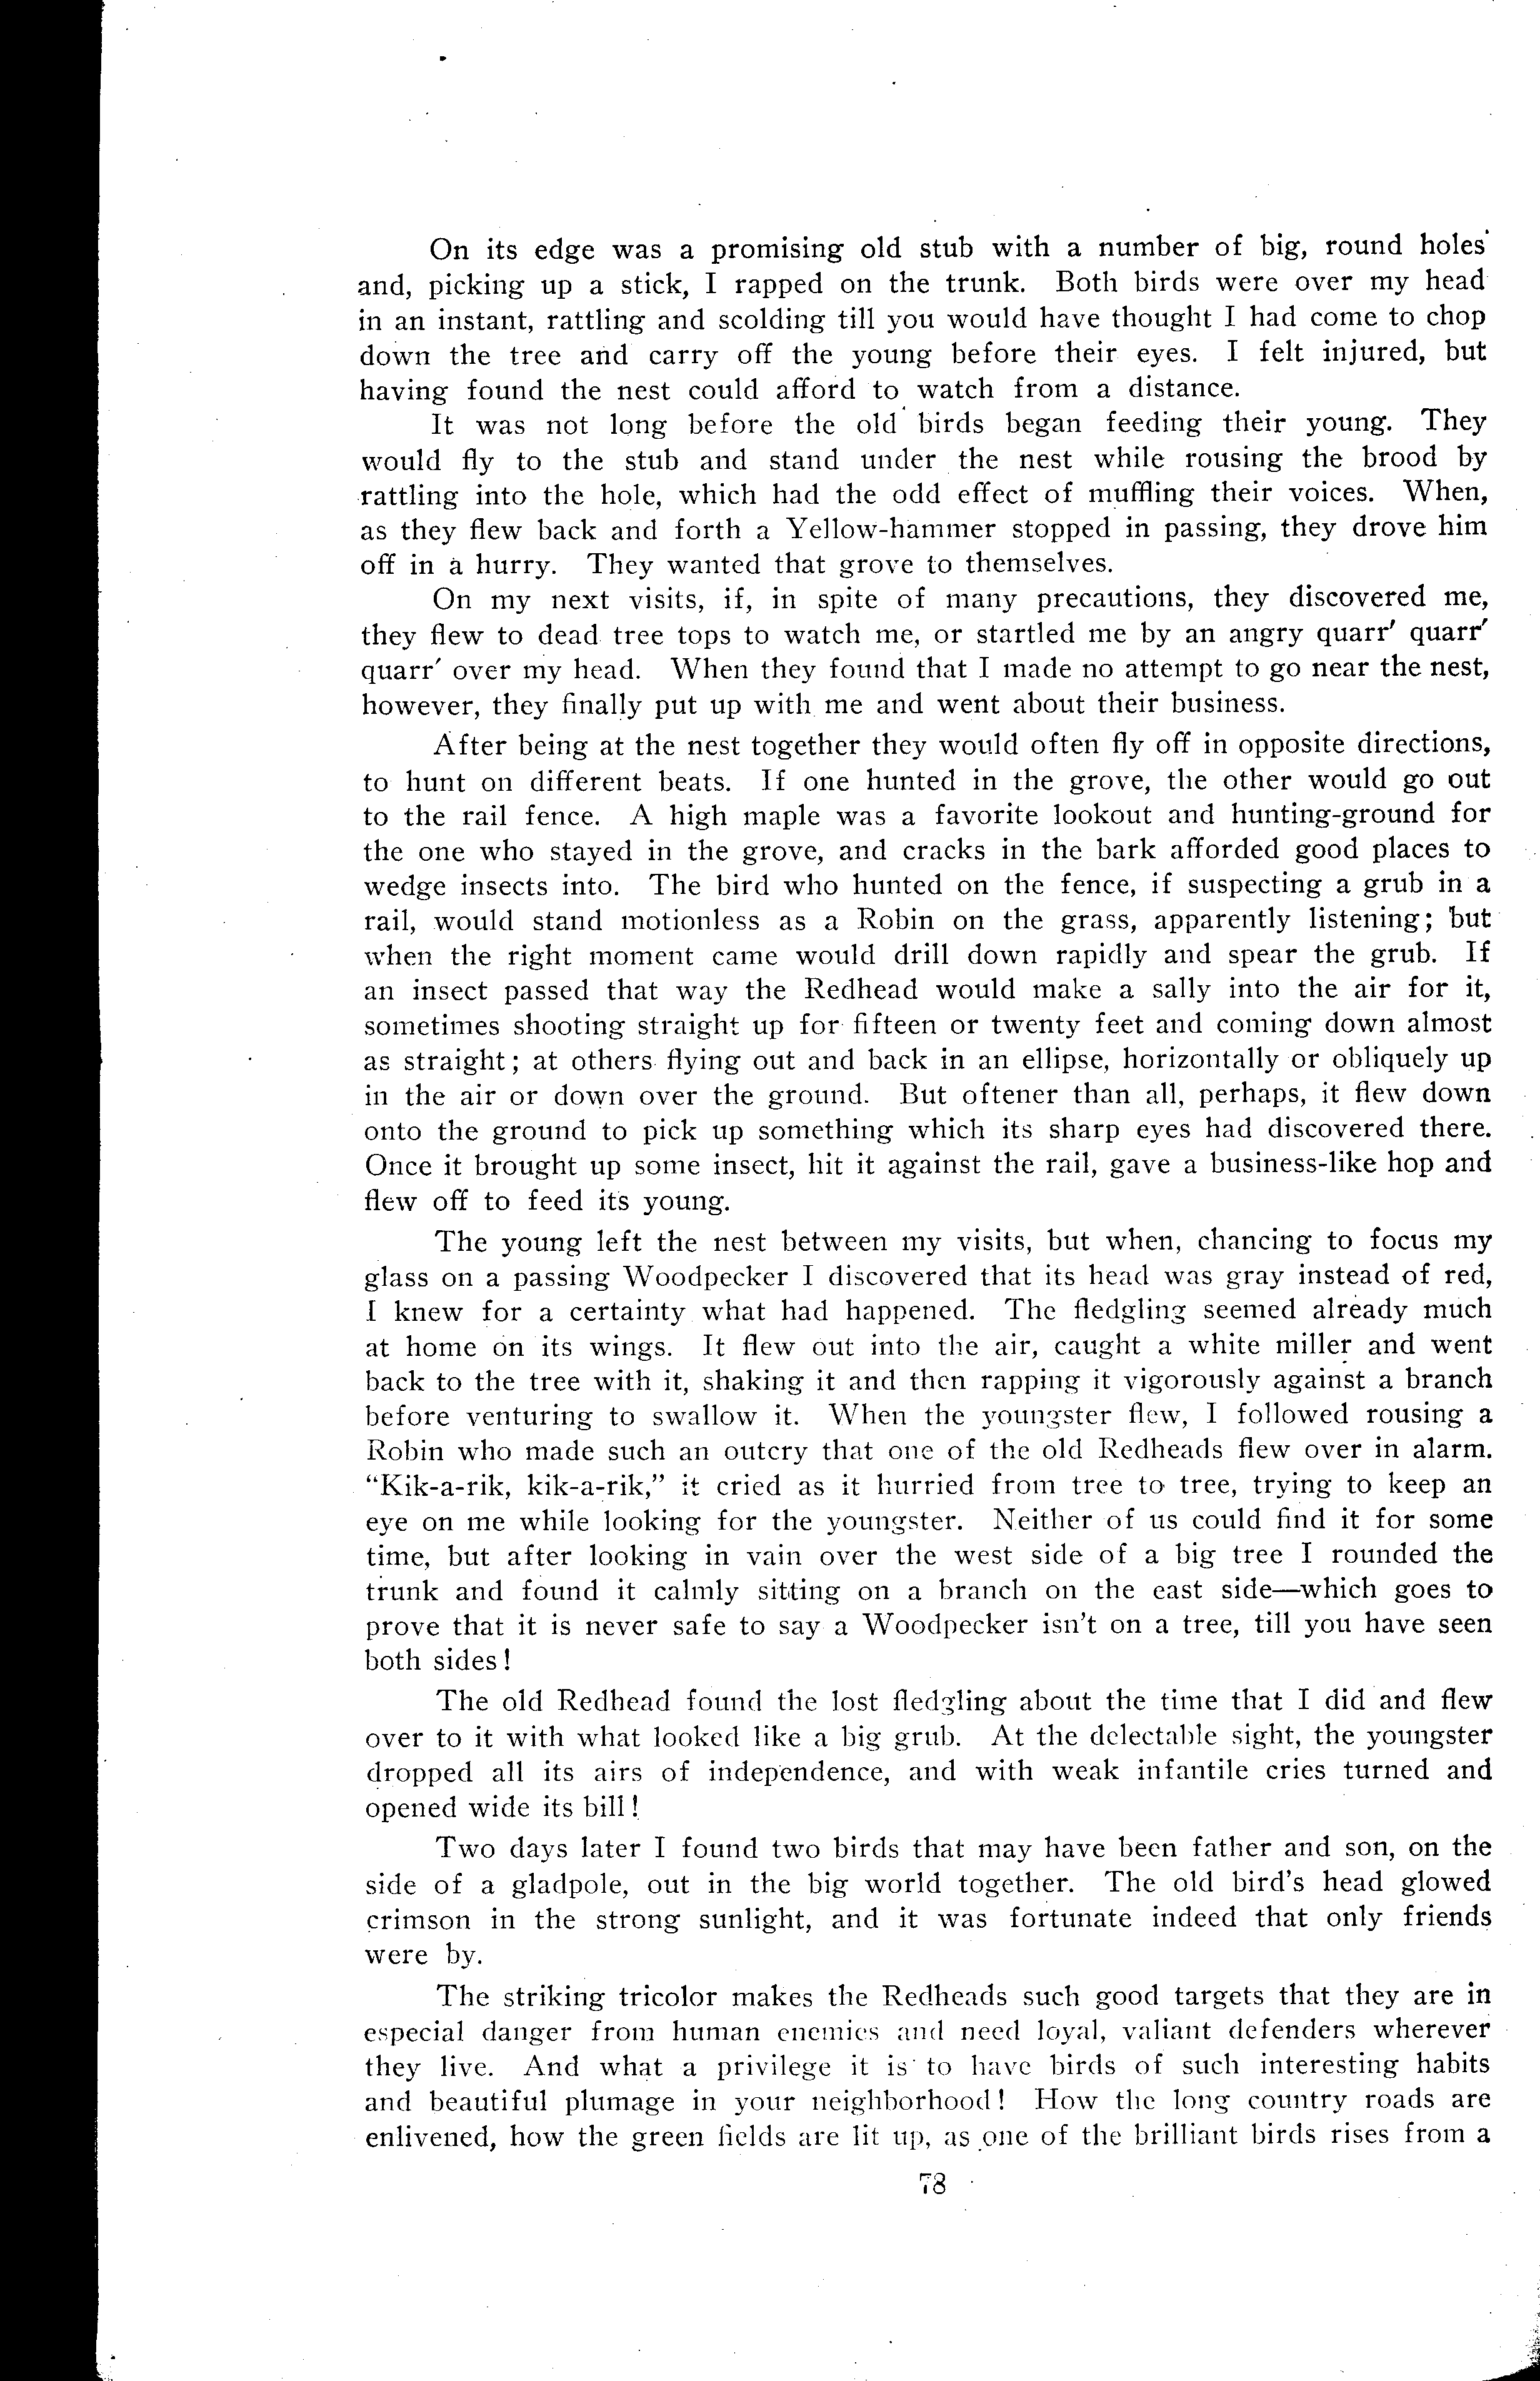 On its edge was a promising old stub with a number of big, round holes
and, picking up a stick, I rapped on the trunk. Both birds were over my head
in an instant, rattling and scolding till you would have thought I had come to chop
down the tree and carry off the young before their eyes. I felt injured, but
having found the nest could afford to watch from a distance.
It was not long before the old birds began feeding their young. They
would fly to the stub and stand under the nest while rousing the brood by
rattling into the hole, which had the odd effect of muffling their voices. When,
as they flew back and forth a Yellow-hammer stopped in passing, they drove him
off in a hurry. They wanted that grove to themselves.
On my next visits, if, in spite of many precautions, they discovered me,
they flew to dead tree tops to watch me, or startled me by an angry quarr' quarr'
quarr' over my head. When they found that I made no attempt to go near the nest,
however, they finally put up with me and went about their business.
After being at the nest together they would often fly off in opposite directions,
to hunt on different beats. If one hunted in the grove, the other would go out
to the rail fence. A high maple was a favorite lookout and hunting-ground for
the one who stayed in the grove, and cracks in the bark afforded good places to
wedge insects into. The bird who hunted on the fence, if suspecting a grub in a
rail, would stand motionless as a Robin on the grass, apparently listening; but
when the right moment came would drill down rapidly and spear the grub. If
an insect passed that way the Redhead would make a sally into the air for it,
sometimes shooting straight up for fifteen or twenty feet and coming down almost
as straight; at others flying out and back in an ellipse, horizontally or obliquely up
in the air or down over the ground. But oftener than all, perhaps, it flew down
onto the ground to pick up something which its sharp eyes had discovered there.
Once it brought up some insect, hit it against the rail, gave a business-like hop and
flew off to feed its young.
The young left the nest between my visits, but when, chancing to focus my
glass on a passing Woodpecker I discovered that its head was gray instead of red,
I knew for a certainty what had happened. The fledgling seemed already much
at home on its wings. It flew out into the air, caught a white miller and went
back to the tree with it, shaking it and then rapping it vigorously against a branch
before venturing to swallow it. When the youngster flew, I followed rousing a
Robin who made such an outcry that one of the old Redheads flew over in alarm.
“Kik-a-rik, kik-a-rik,” it cried as it hurried from tree to tree, trying to keep an
eye on me while looking for the youngster. Neither of us could find it for some
time, but after looking in vain over the west side of a big tree I rounded the
trunk and found it calmly sitting on a branch on the east side—which goes to
prove that it is never safe to say a Woodpecker isn't on a tree, till you have seen
both sides!
The old Redhead found the lost fledgling about the time that I did and flew
over to it with what looked like a big grub. At the delectable sight, the youngster
dropped all its airs of independence, and with weak infantile cries turned and
opened wide its bill!
Two days later I found two birds that may have been father and son, on the
side of a gladpole, out in the big world together. The old bird's head glowed
crimson in the strong sunlight, and it was fortunate indeed that only friends
were by.
The striking tricolor makes the Redheads such good targets that they are in
especial danger from human enemies and need loyal, valiant defenders wherever
they live. And what a privilege it is to have birds of such interesting habits
and beautiful plumage in your neighborhood! How the long country roads are
enlivened, how the green fields are lit up, as one of the brilliant birds rises from a
78